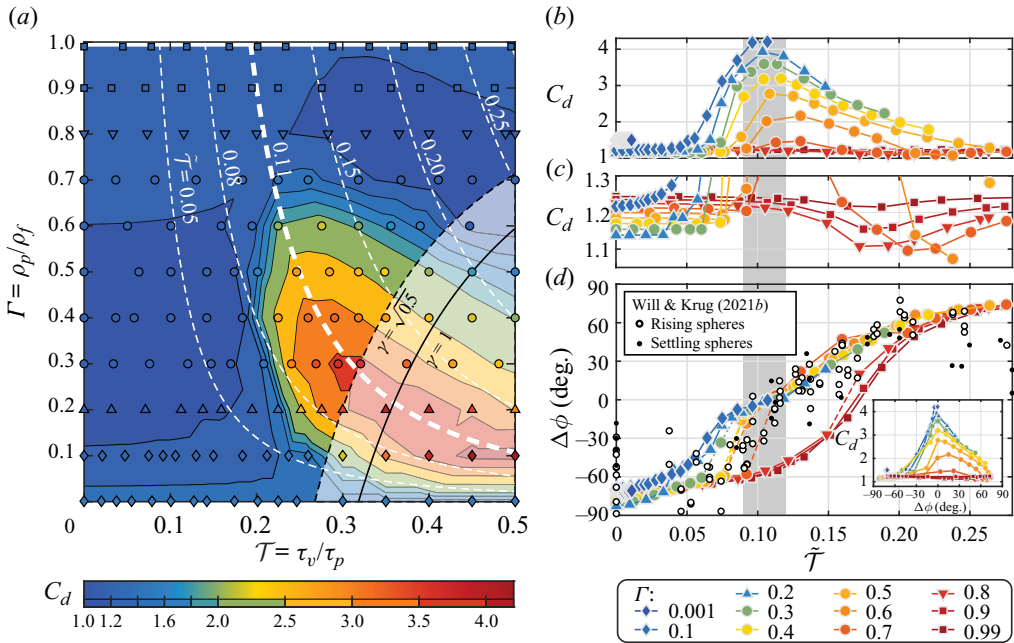 (a)
1.0
0.9
0.8
0.7
0.6
0.5
0.4
0.3
0.2
0.1
0
0.1
0.2
0.3
0.4
0.5
Γ = ρp/ρf
𝒯 = τv/τp
𝒯̃ = 0.05
0.08
0.11
0.15
0.20
0.25
γ = √0.5
γ = 1
Cd
1.0 1.2 1.6 2.0 2.5 3.0 3.5 4.0
(b)
Cd
4
3
2
1
(c)
Cd
1.3
1.2
1.1
(d)
Δϕ (deg.)
90
60
30
0
−30
−60
−90
Will & Krug (2021b)
Rising spheres
Settling spheres
Cd
4
3
2
1
−90 −60 −30 0 30 60 90
Δϕ (deg.)
0 0.05 0.10 0.15 0.20 0.25
𝒯̃
Γ:
0.001
0.1
0.2
0.3
0.4
0.5
0.6
0.7
0.8
0.9
0.99